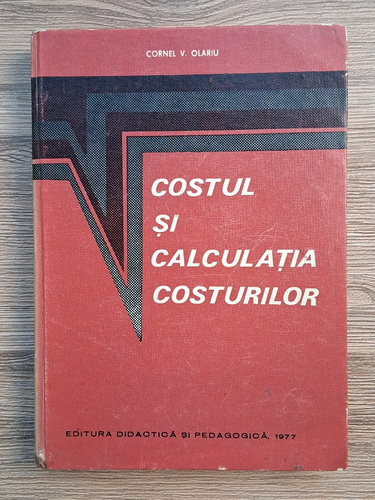 CORNEL V. OLARIU
COSTUL
ȘI
CALCULAȚIA
COSTURILOR
EDITURA DIDACTICĂ ȘI PEDAGOGICĂ, 1977